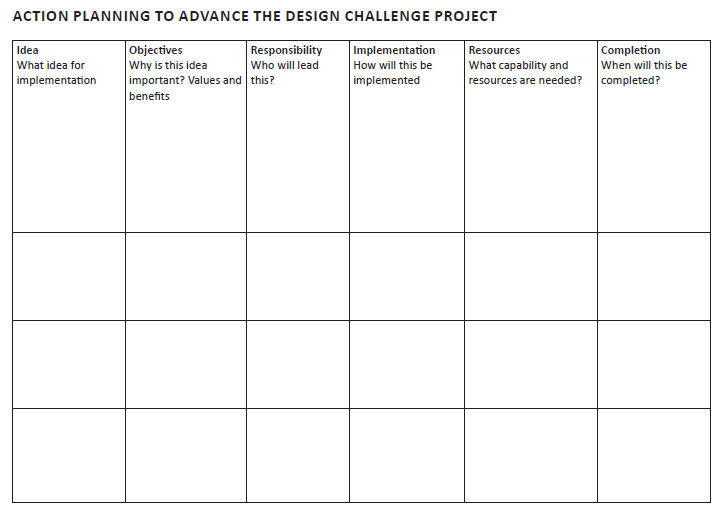 ACTION PLANNING TO ADVANCE THE DESIGN CHALLENGE PROJECT
Idea
What idea for
implementation
Objectives
Why is this idea
important? Values and
benefits
Responsibility
Who will lead
this?
Implementation
How will this be
implemented
Resources
What capability and
resources are needed?
Completion
When will this be
completed?